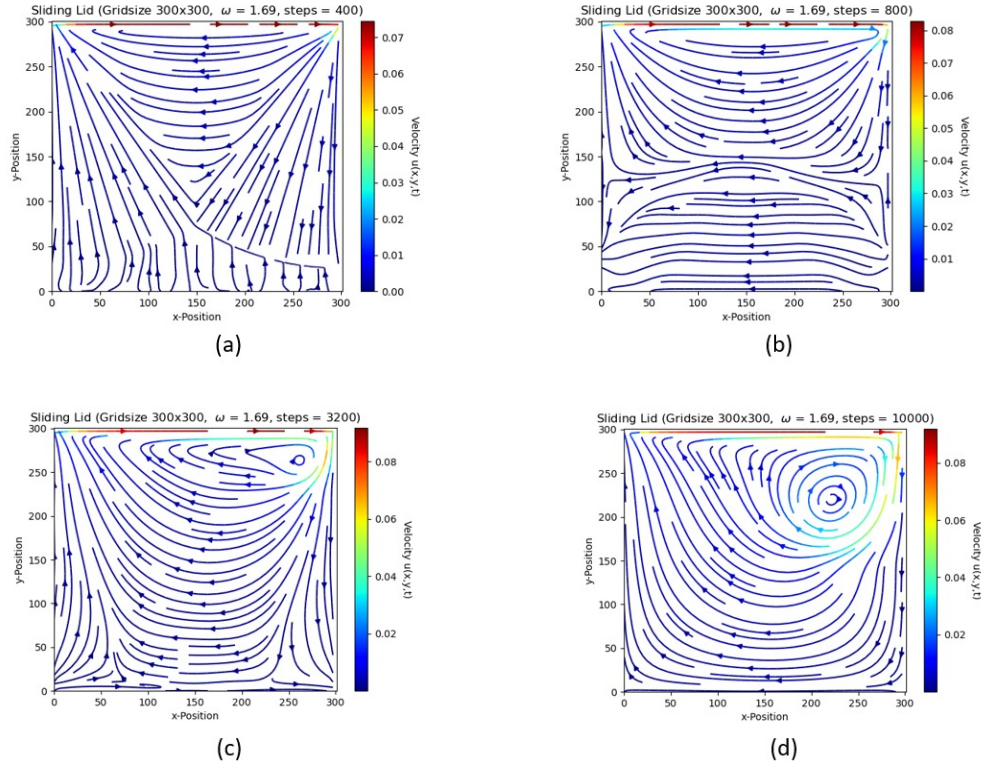 Sliding Lid (Gridsize 300x300, ω = 1.69, steps = 400)
300
250
200
150
100
50
0
y-Position
0 50 100 150 200 250 300
x-Position
0.07
0.06
0.05
0.04
0.03
0.02
0.01
0.00
Velocity u(x,y,t)
(a)
Sliding Lid (Gridsize 300x300, ω = 1.69, steps = 800)
300
250
200
150
100
50
0
y-Position
0 50 100 150 200 250 300
x-Position
0.08
0.07
0.06
0.05
0.04
0.03
0.02
0.01
Velocity u(x,y,t)
(b)
Sliding Lid (Gridsize 300x300, ω = 1.69, steps = 3200)
300
250
200
150
100
50
0
y-Position
0 50 100 150 200 250 300
x-Position
0.08
0.06
0.04
0.02
Velocity u(x,y,t)
(c)
Sliding Lid (Gridsize 300x300, ω = 1.69, steps = 10000)
300
250
200
150
100
50
0
y-Position
0 50 100 150 200 250 300
x-Position
0.08
0.06
0.04
0.02
Velocity u(x,y,t)
(d)